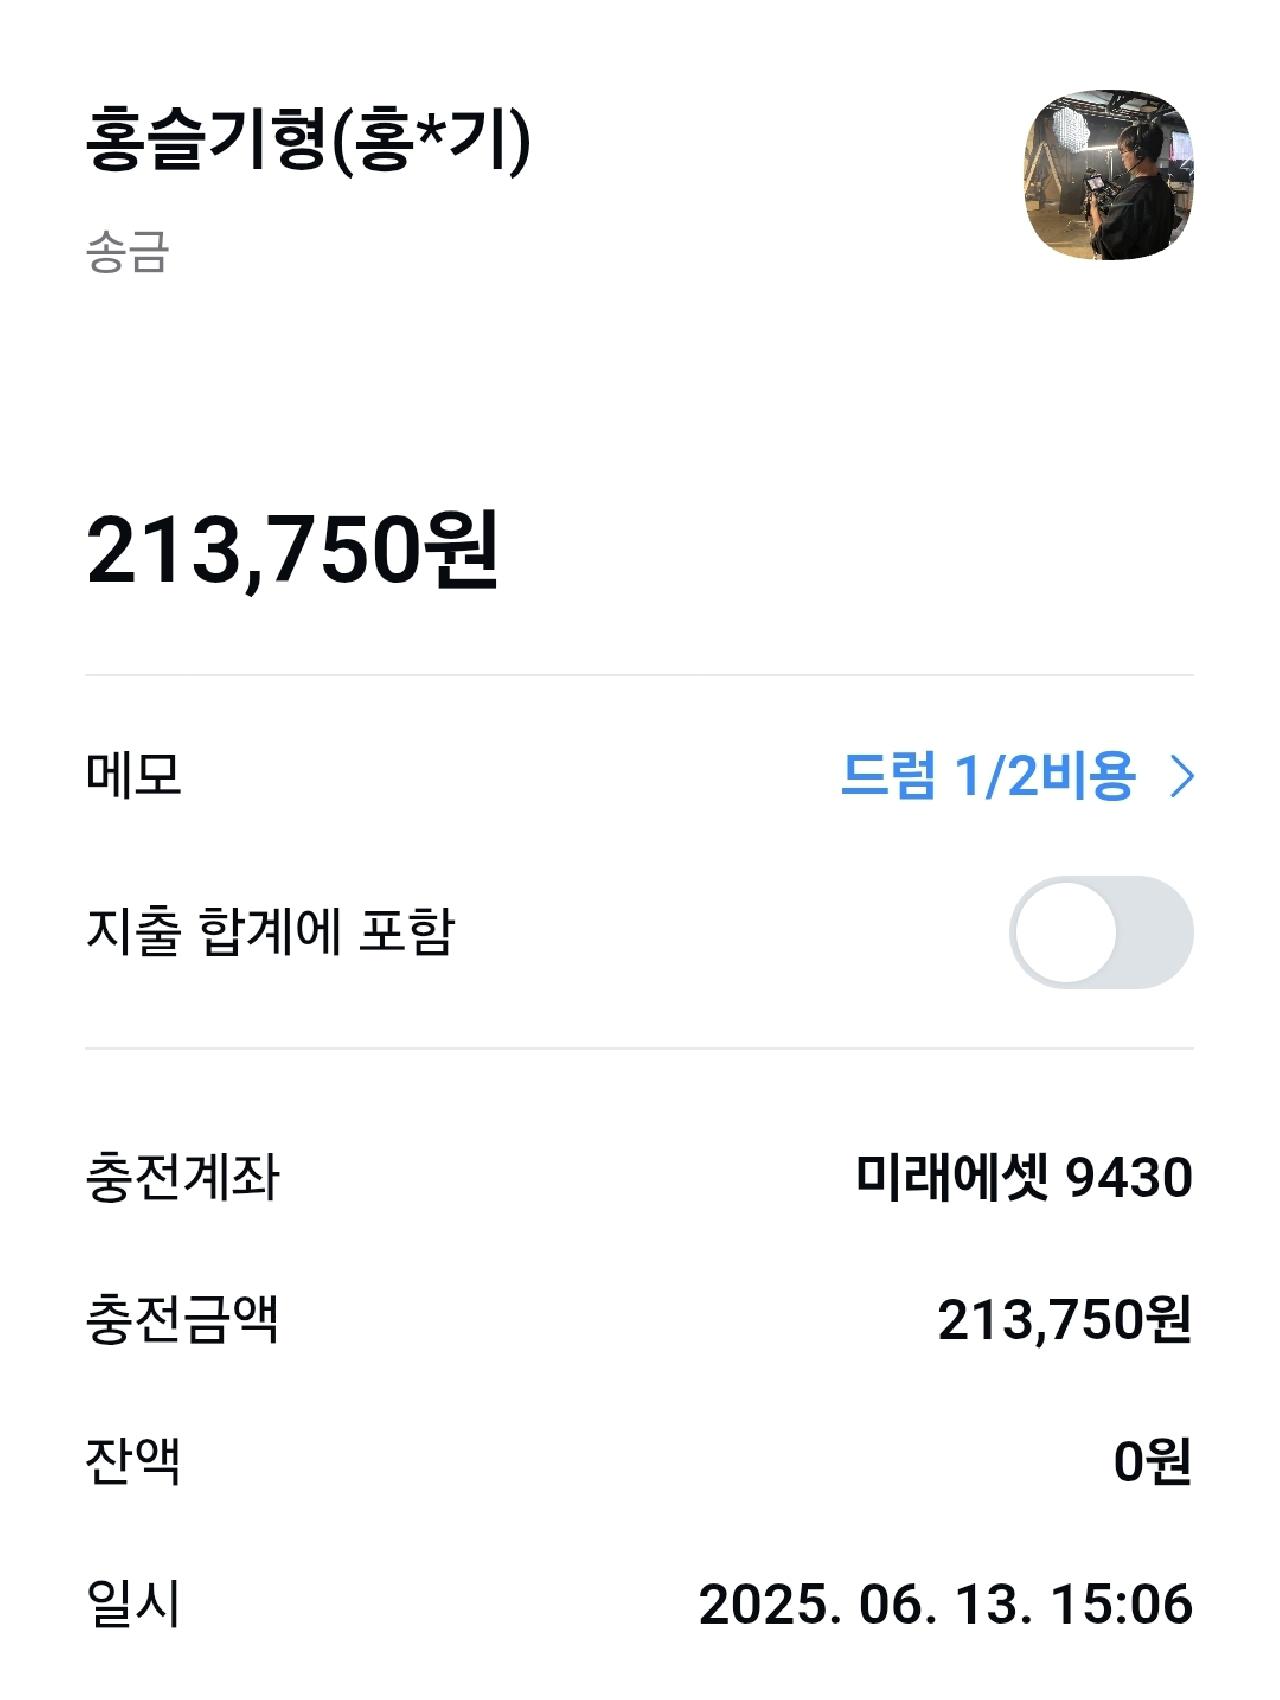 홍슬기형(홍*기)
송금
213,750원
메모 드럼 1/2비용
지출 합계에 포함
충전계좌 미래에셋 9430
충전금액 213,750원
잔액 0원
일시 2025. 06. 13. 15:06